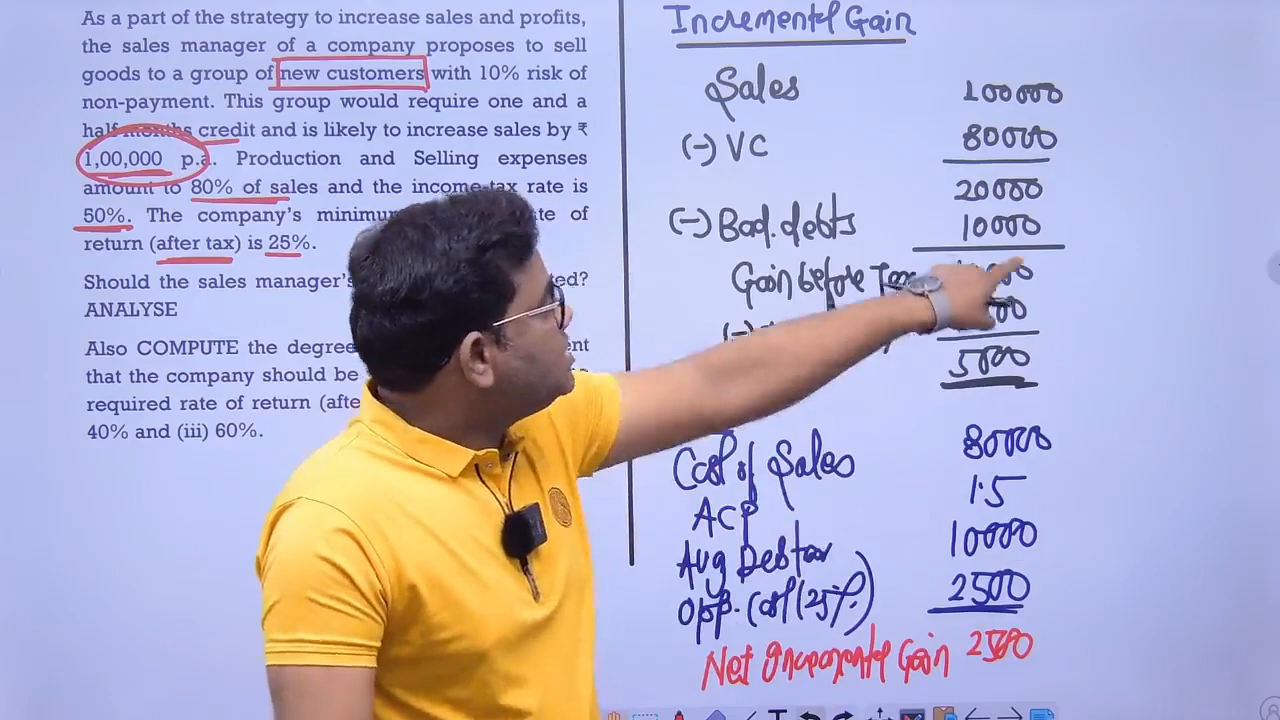 As a part of the strategy to increase sales and profits,
the sales manager of a company proposes to sell
goods to a group of new customers with 10% risk of
non-payment. This group would require one and a
half months credit and is likely to increase sales by ₹
1,00,000 p.a. Production and Selling expenses
amount to 80% of sales and the income-tax rate is
50%. The company's minimum te of
return (after tax) is 25%.
Should the sales manager's ted?
ANALYSE
Also COMPUTE the degree ent
that the company should be
required rate of return (afte
40% and (iii) 60%.
Incremental Gain
Sales 100000
(-) VC 80000
20000
(-) Bad debts 10000
Gain before Tax
(-)
5000
Cost of Sales 80000
ACP 1.5
Avg Debtor 10000
Opp. Cost (25%) 2500
Net Incremental Gain 2500